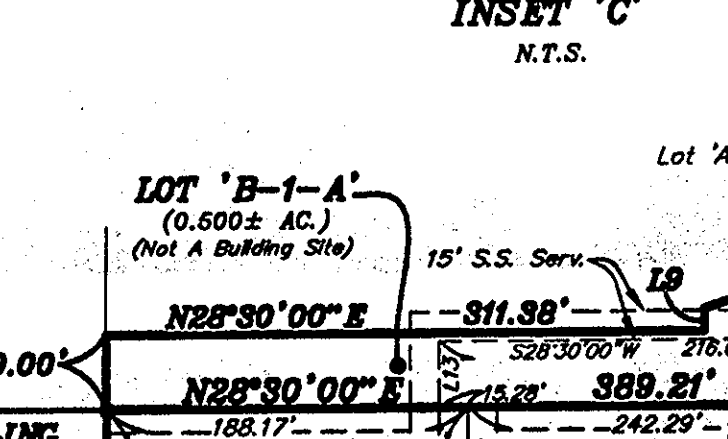 INSET 'C'
N.T.S.
Lot 'A
LOT 'B-1-A'
(0.500± AC.)
(Not A Building Site)
15' S.S. Serv.
L9
N28°30'00" E 311.38'
S28°30'00"W
0.00'
L13
N28°30'00" E 15.28' 389.21'
188.17' 242.29'